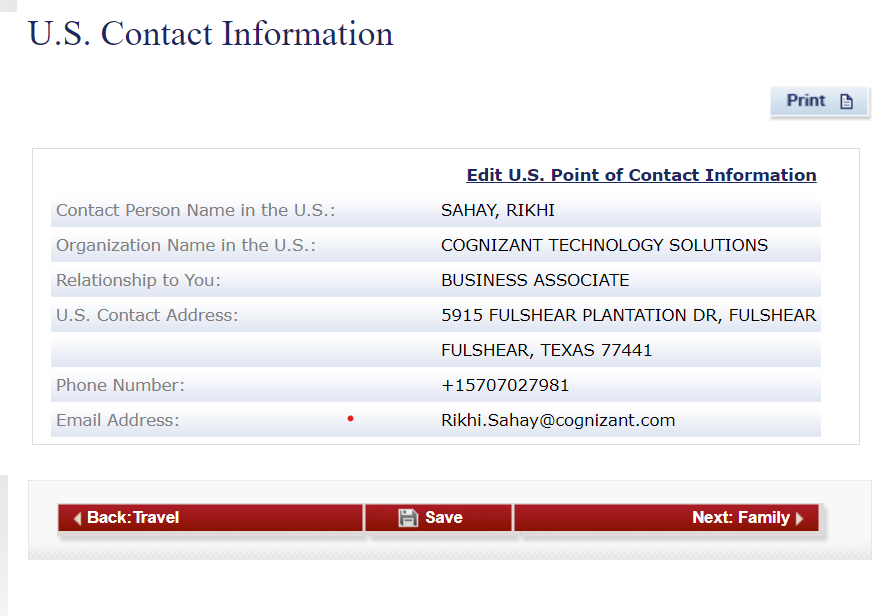 U.S. Contact Information
Print
Edit U.S. Point of Contact Information
Contact Person Name in the U.S.: SAHAY, RIKHI
Organization Name in the U.S.: COGNIZANT TECHNOLOGY SOLUTIONS
Relationship to You: BUSINESS ASSOCIATE
U.S. Contact Address: 5915 FULSHEAR PLANTATION DR, FULSHEAR
FULSHEAR, TEXAS 77441
Phone Number: +15707027981
Email Address: Rikhi.Sahay@cognizant.com
Back:Travel Save Next: Family